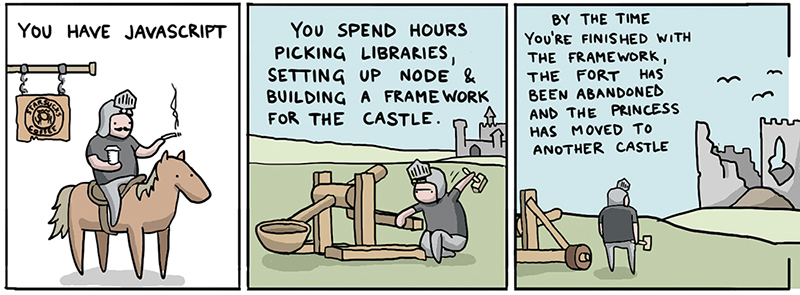 YOU HAVE JAVASCRIPT
STARBUCKS
COFFEE
YOU SPEND HOURS
PICKING LIBRARIES,
SETTING UP NODE &
BUILDING A FRAMEWORK
FOR THE CASTLE.
BY THE TIME
YOU'RE FINISHED WITH
THE FRAMEWORK,
THE FORT HAS
BEEN ABANDONED
AND THE PRINCESS
HAS MOVED TO
ANOTHER CASTLE